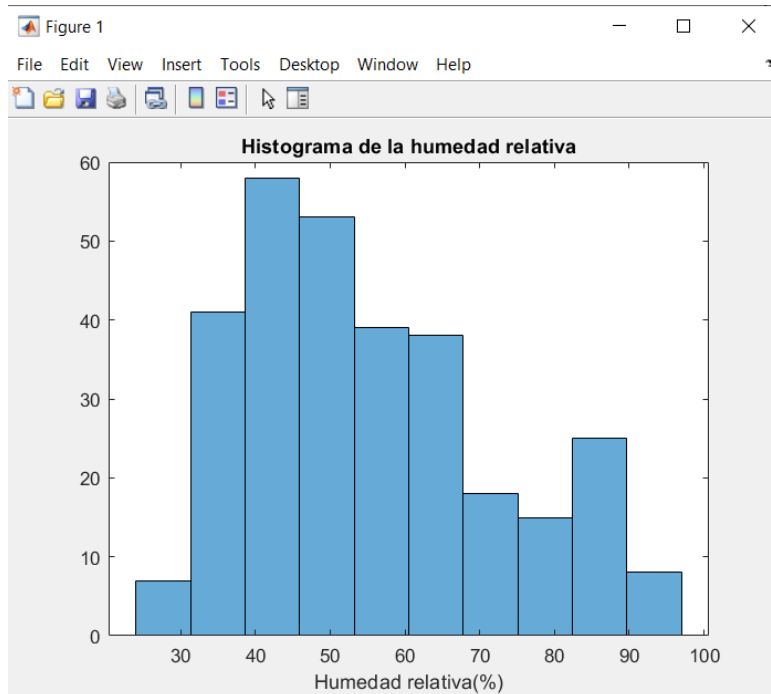 Figure 1
File Edit View Insert Tools Desktop Window Help
Histograma de la humedad relativa
60
50
40
30
20
10
0
30 40 50 60 70 80 90 100
Humedad relativa(%)